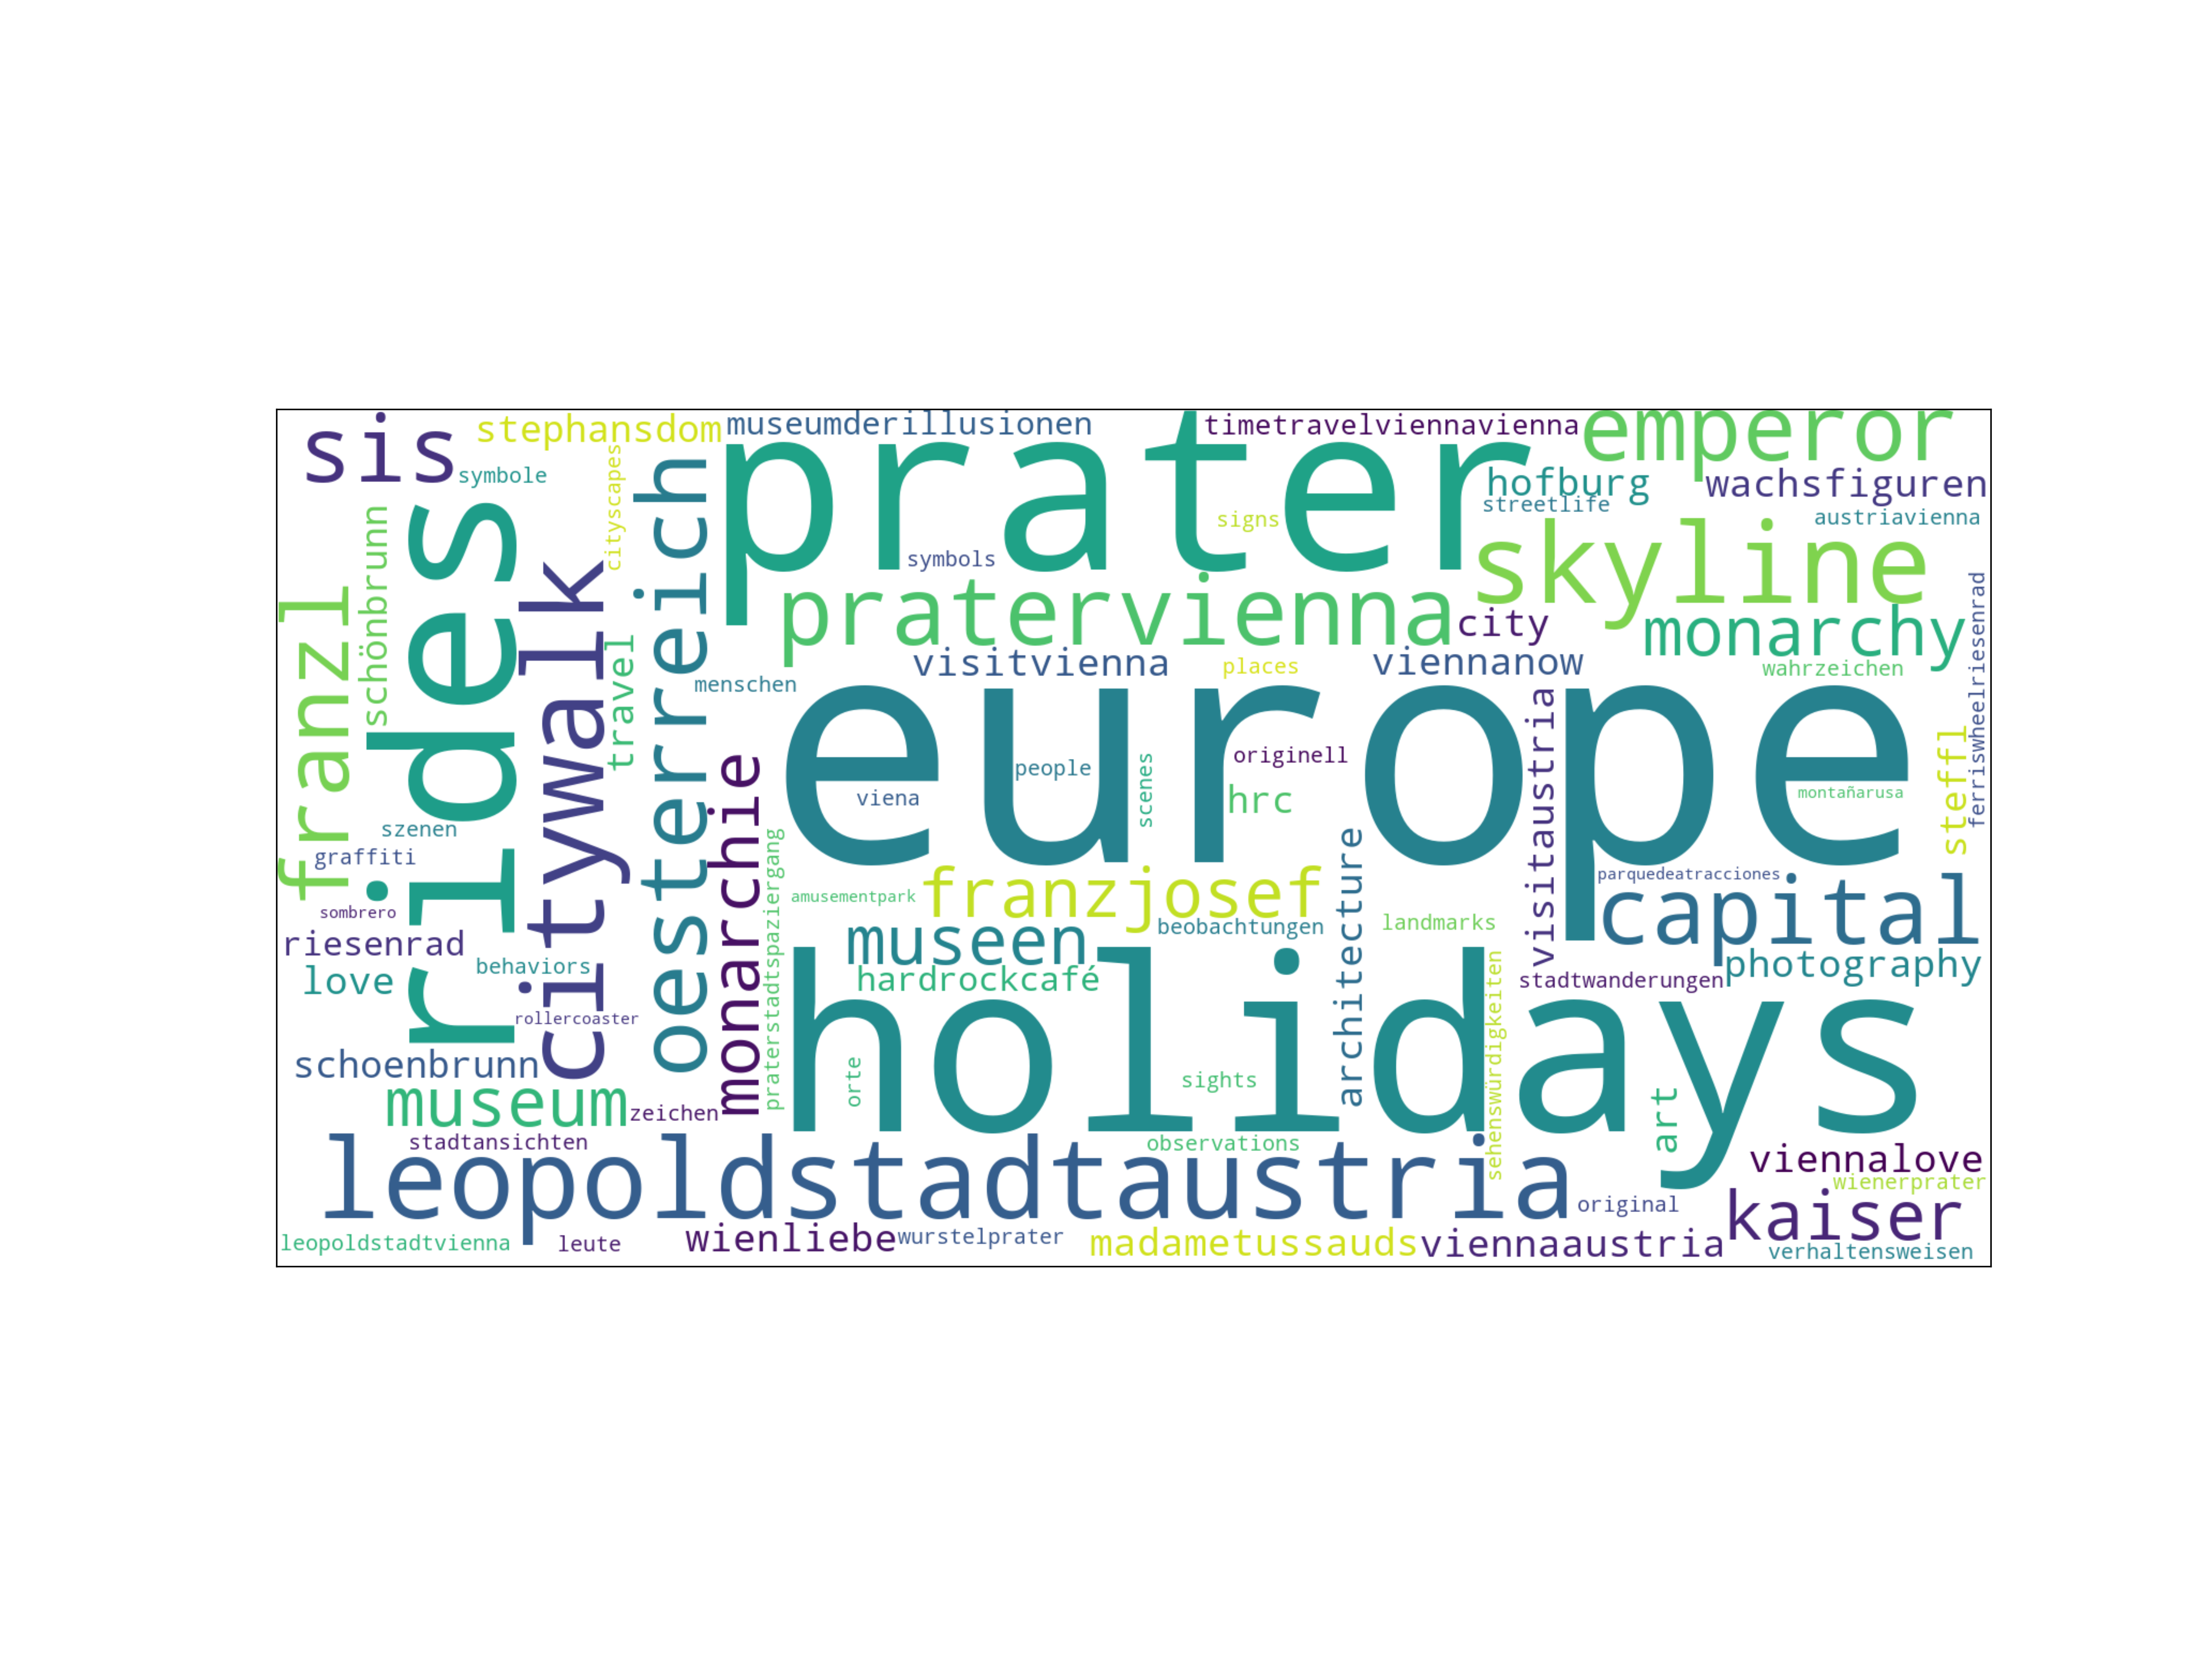 sis
stephansdom
museumderillusionen
prater
timetravelviennavienna
emperor
symbole
cityscapes
hofburg
wachsfiguren
streetlife
signs
austriavienna
symbols
skyline
schönbrunn
rides
oesterreich
citywalk
franzl
pratervienna
city
monarchy
travel
visitvienna
places
viennanow
wahrzeichen
ferriswheelriesenrad
menschen
europe
visitaustria
steffl
originell
people
scenes
hrc
viena
montañarusa
monarchie
szenen
graffiti
praterstadtspaziergang
architecture
amusementpark
franzjosef
parquedeatracciones
capital
sombrero
beobachtungen
landmarks
riesenrad
museen
love
behaviors
hardrockcafé
photography
stadtwanderungen
sehenswürdigkeiten
rollercoaster
holidays
schoenbrunn
orte
sights
museum
zeichen
art
stadtansichten
observations
leopoldstadtaustria
viennalove
wienerprater
original
kaiser
leopoldstadtvienna
leute
wienliebe
wurstelprater
madametussauds
viennaaustria
verhaltensweisen